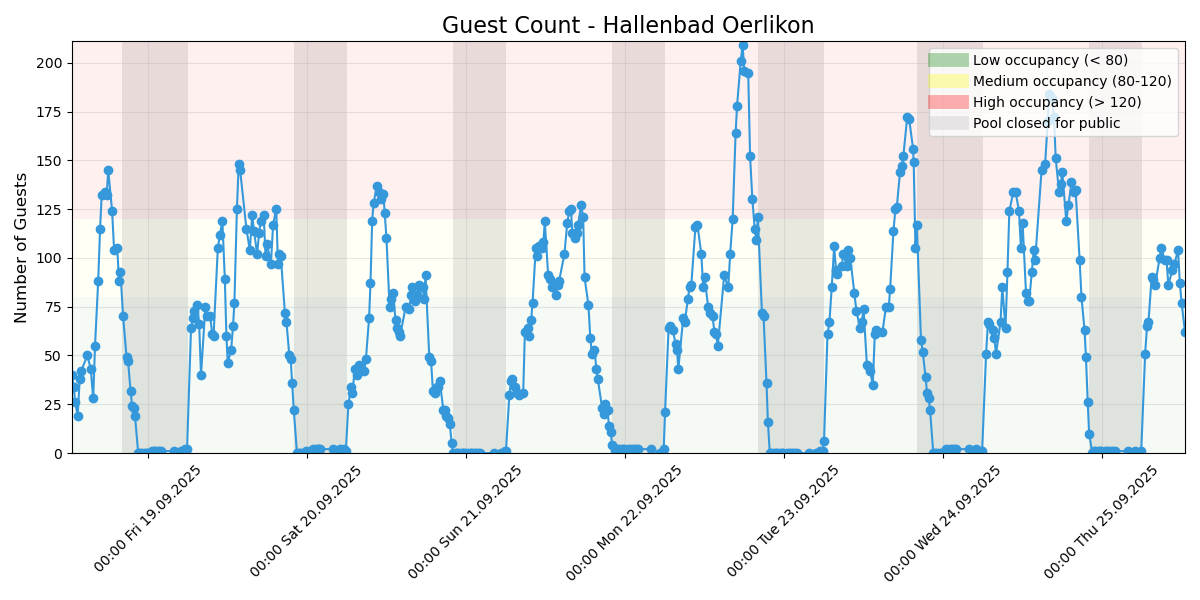 Guest Count - Hallenbad Oerlikon
Number of Guests
200
175
150
125
100
75
50
25
0
Low occupancy (< 80)
Medium occupancy (80-120)
High occupancy (> 120)
Pool closed for public
00:00 Fri 19.09.2025
00:00 Sat 20.09.2025
00:00 Sun 21.09.2025
00:00 Mon 22.09.2025
00:00 Tue 23.09.2025
00:00 Wed 24.09.2025
00:00 Thu 25.09.2025